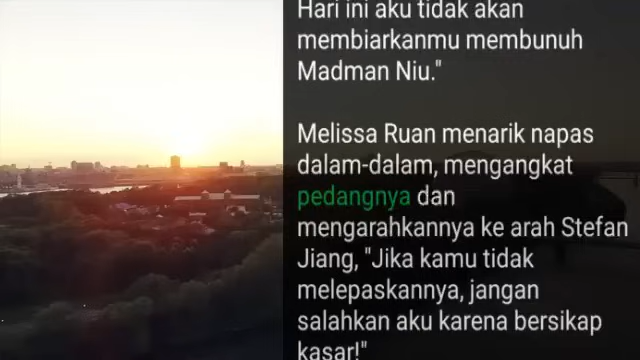 Hari ini aku tidak akan
membiarkanmu membunuh
Madman Niu."
Melissa Ruan menarik napas
dalam-dalam, mengangkat
pedangnya dan
mengarahkannya ke arah Stefan
Jiang, "Jika kamu tidak
melepaskannya, jangan
salahkan aku karena bersikap
kasar!"